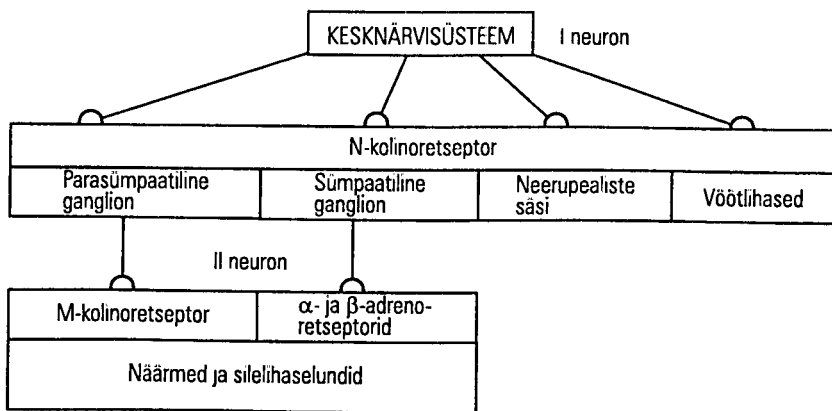 KESKNÄRVISÜSTEEM
I neuron
N-kolinoretseptor
Parasümpaatiline
ganglion
Sümpaatiline
ganglion
Neerupealiste
säsi
Vöötlihased
II neuron
M-kolinoretseptor
α- ja β-adreno-
retseptorid
Näärmed ja silelihaselundid